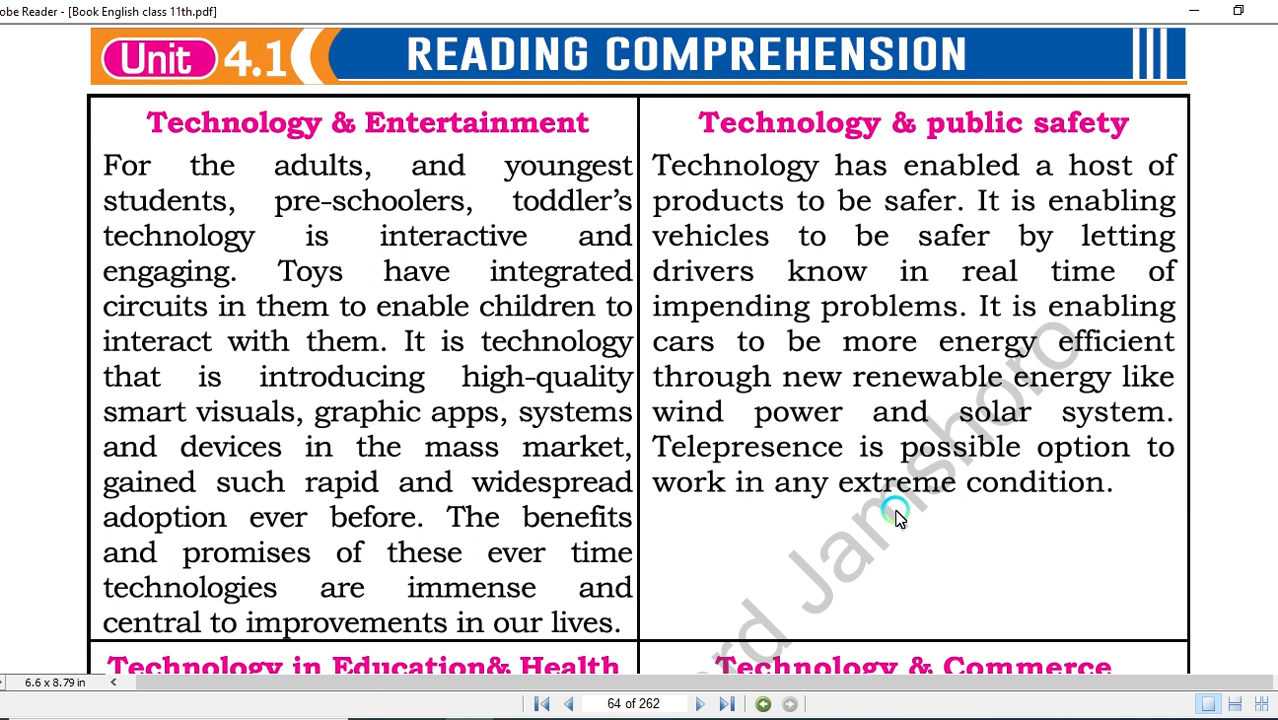 obe Reader - [Book English class 11th.pdf]
Unit 4.1 READING COMPREHENSION
Technology & Entertainment
For the adults, and youngest
students, pre-schoolers, toddler's
technology is interactive and
engaging. Toys have integrated
circuits in them to enable children to
interact with them. It is technology
that is introducing high-quality
smart visuals, graphic apps, systems
and devices in the mass market,
gained such rapid and widespread
adoption ever before. The benefits
and promises of these ever time
technologies are immense and
central to improvements in our lives.
Technology & public safety
Technology has enabled a host of
products to be safer. It is enabling
vehicles to be safer by letting
drivers know in real time of
impending problems. It is enabling
cars to be more energy efficient
through new renewable energy like
wind power and solar system.
Telepresence is possible option to
work in any extreme condition.
Technology in Education& Health
Technology & Commerce
rd Jamshoro
6.6 x 8.79 in
64 of 262